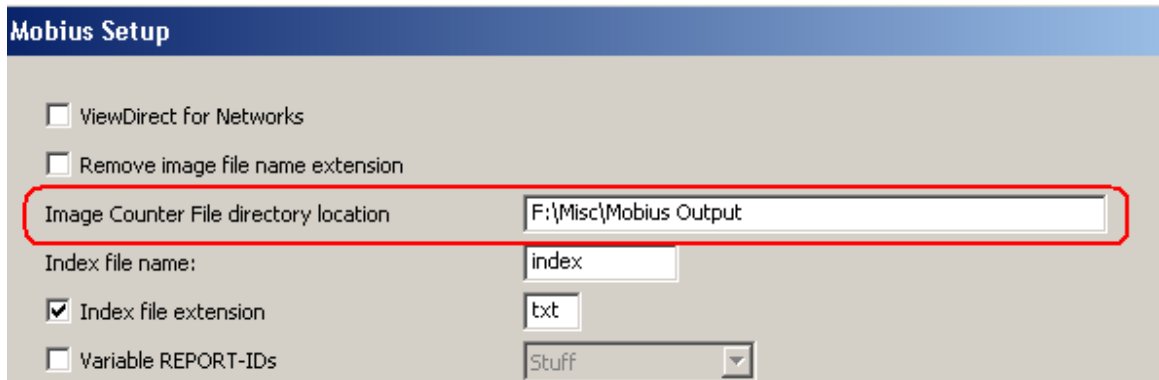 Mobius Setup
ViewDirect for Networks
Remove image file name extension
Image Counter File directory location F:\Misc\Mobius Output
Index file name: index
Index file extension txt
Variable REPORT-IDs Stuff